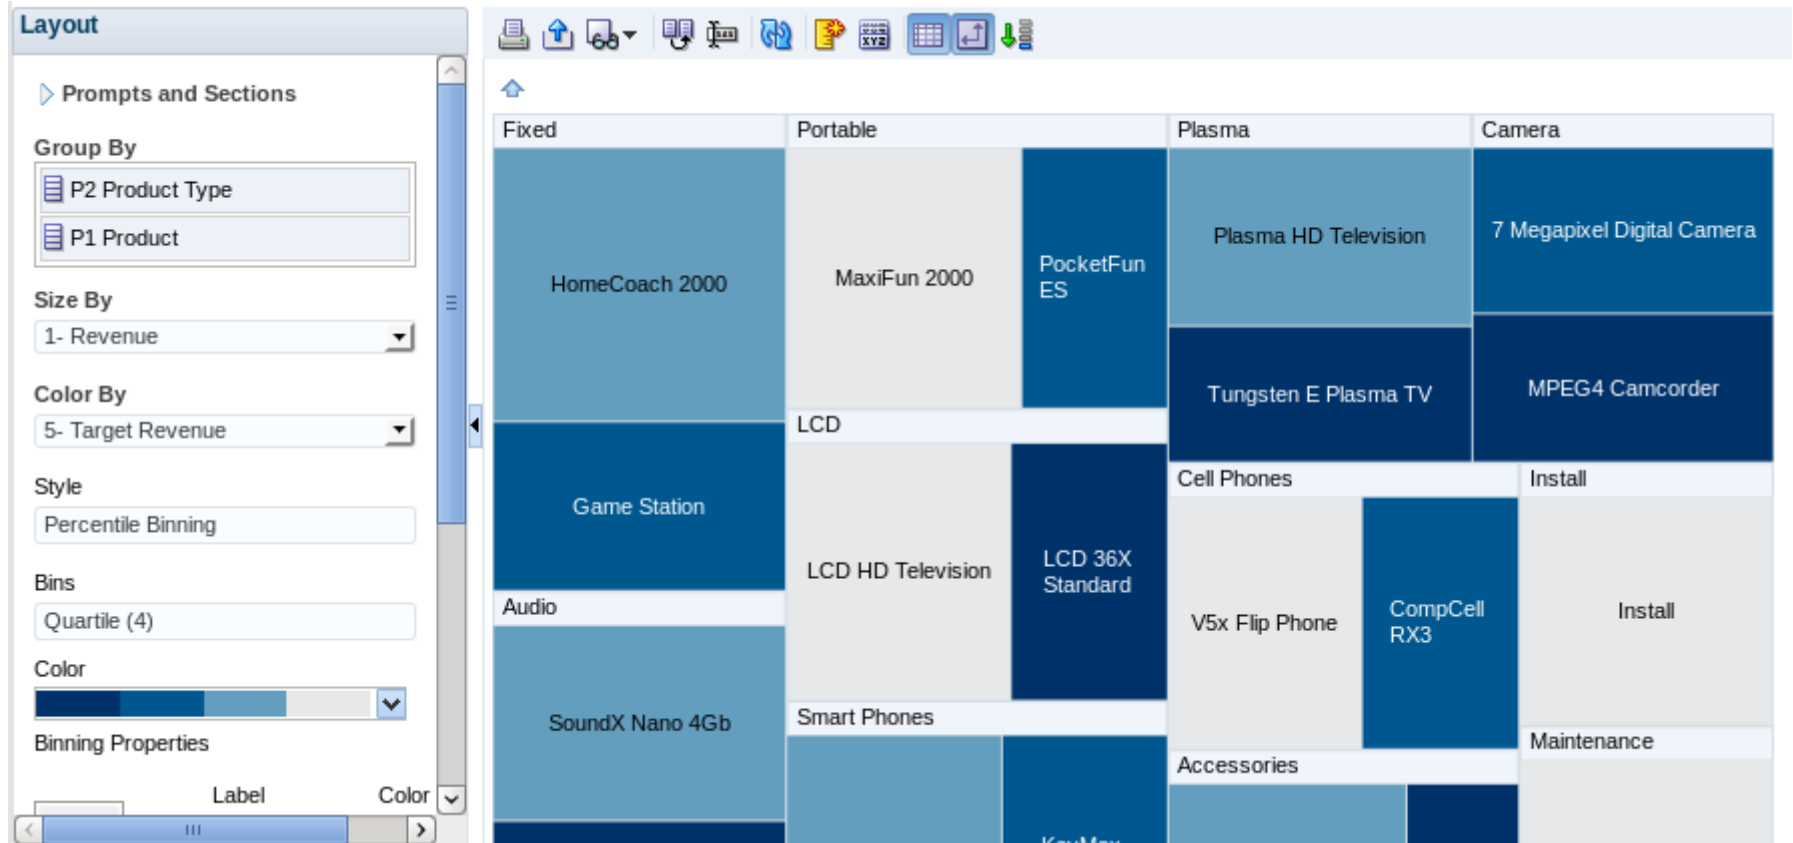 Layout
Prompts and Sections
Group By
P2 Product Type
P1 Product
Size By
1- Revenue
Color By
5- Target Revenue
Style
Percentile Binning
Bins
Quartile (4)
Color
Binning Properties
Label
Color
XYZ
Fixed
HomeCoach 2000
Game Station
Audio
SoundX Nano 4Gb
Portable
MaxiFun 2000
PocketFun
ES
LCD
LCD HD Television
LCD 36X
Standard
Smart Phones
Plasma
Plasma HD Television
Tungsten E Plasma TV
Camera
7 Megapixel Digital Camera
MPEG4 Camcorder
Cell Phones
V5x Flip Phone
CompCell
RX3
Accessories
Install
Install
Maintenance